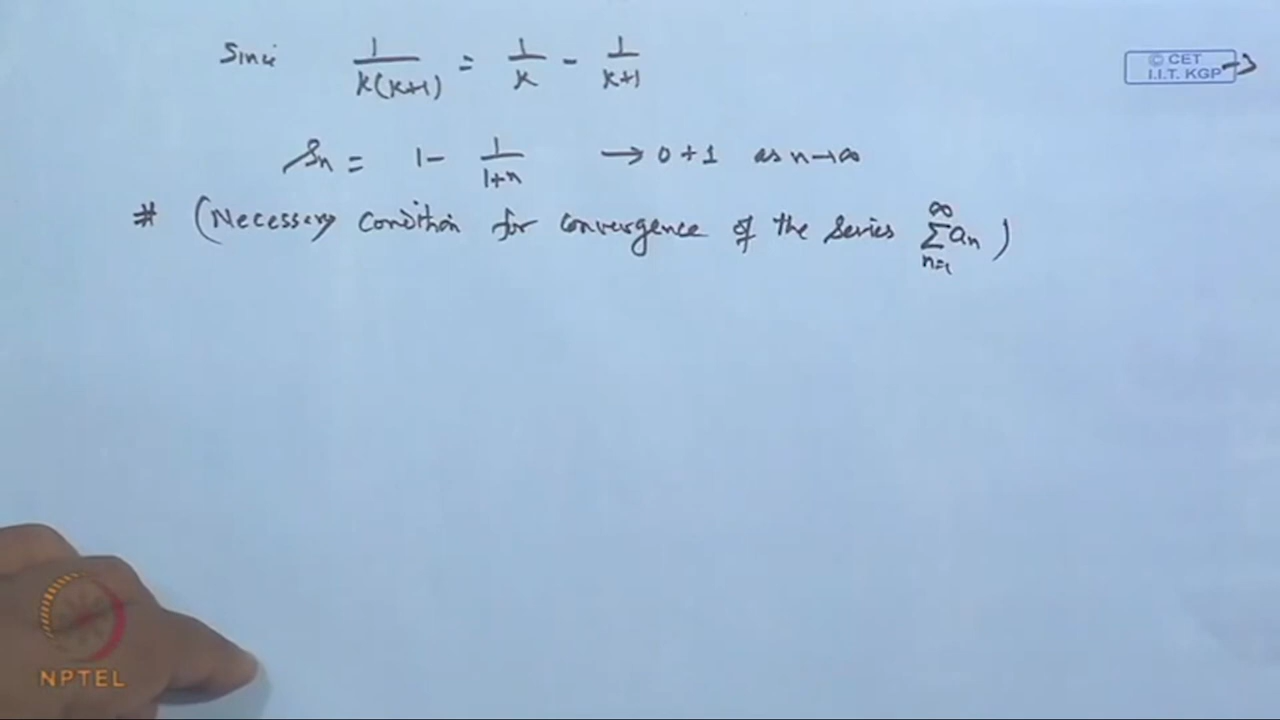 Since 1/k(k+1) = 1/k - 1/k+1
© CET
I.I.T. KGP
Sn = 1 - 1/1+n → 0+1 as n→∞
# (Necessary Condition for convergence of the series ∞∑n=1 an)
NPTEL